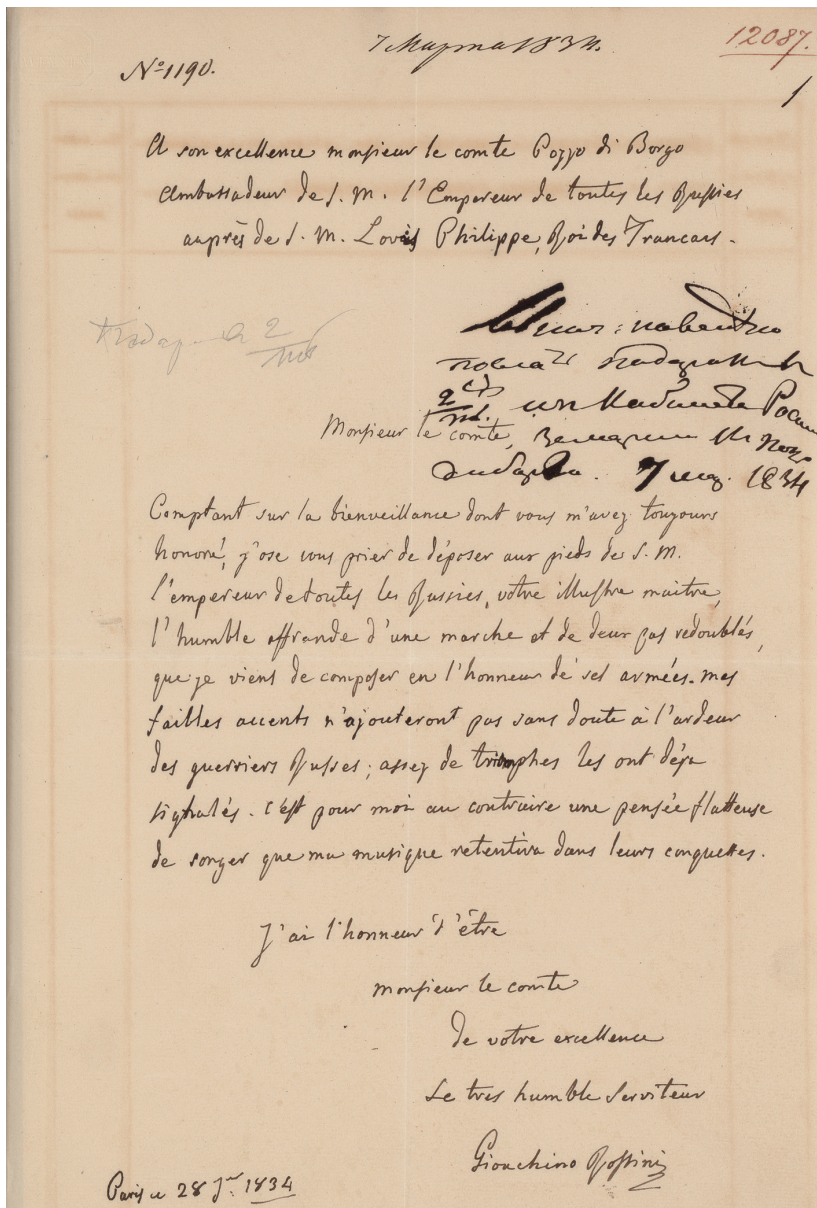 7 Марта 1834.
12087.
№ 1190.
1
A son excellence monsieur le comte Pozzo di Borgo
Ambassadeur de S. M. l'Empereur de toutes les Russies
auprès de S. M. Louis Philippe, Roi des Francais.
2
повелѣно
2
7 1834
Monsieur le comte,
Comptant sur la bienveillance dont vous m'avez toujours
honoré, j'ose vous prier de déposer aux pieds de S. M.
l'empereur de toutes les Russies, votre illustre maitre,
l'humble offrande d'une marche et de deux pas redoublés,
que je viens de composer en l'honneur de ses armées. mes
faibles accents n'ajouteront pas sans doute à l'ardeur
des guerriers Russes; assez de triomphes les ont déja
signalés. c'est pour moi au contraire une pensée flatteuse
de songer que ma musique retentira dans leurs conquettes.
J'ai l'honneur d'être
monsieur le comte
de votre excellence
Le tres humble Serviteur
Gioachino Rossini
Paris ce 28 Jer 1834